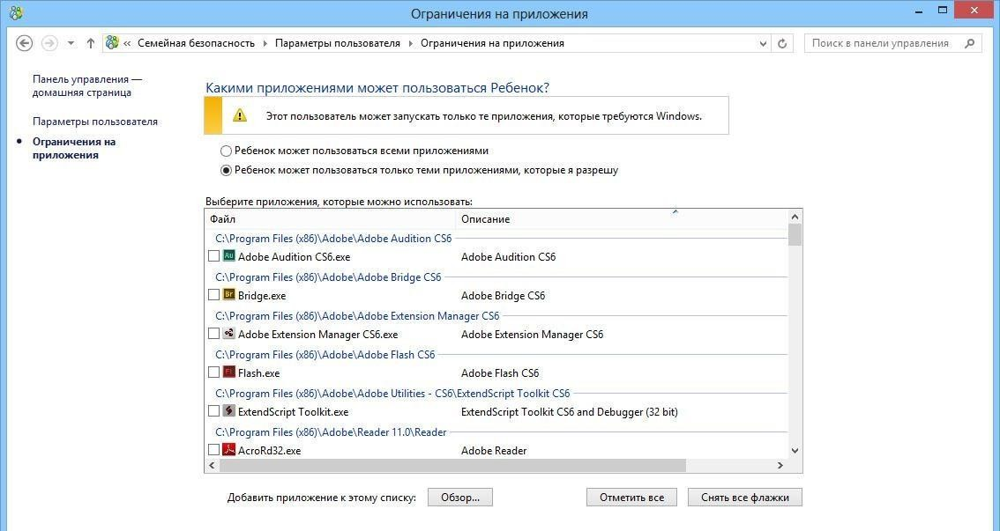 Ограничения на приложения
« Семейная безопасность ▸ Параметры пользователя ▸ Ограничения на приложения
Поиск в панели управления
Панель управления —
домашняя страница
Параметры пользователя
Ограничения на
приложения
Какими приложениями может пользоваться Ребенок?
Этот пользователь может запускать только те приложения, которые требуются Windows.
Ребенок может пользоваться всеми приложениями
Ребенок может пользоваться только теми приложениями, которые я разрешу
Выберите приложения, которые можно использовать:
Файл Описание
C:\Program Files (x86)\Adobe\Adobe Audition CS6
Au Adobe Audition CS6.exe Adobe Audition CS6
C:\Program Files (x86)\Adobe\Adobe Bridge CS6
Br Bridge.exe Adobe Bridge CS6
C:\Program Files (x86)\Adobe\Adobe Extension Manager CS6
Adobe Extension Manager CS6.exe Adobe Extension Manager CS6
C:\Program Files (x86)\Adobe\Adobe Flash CS6
Fl Flash.exe Adobe Flash CS6
C:\Program Files (x86)\Adobe\Adobe Utilities - CS6\ExtendScript Toolkit CS6
ExtendScript Toolkit.exe ExtendScript Toolkit CS6 and Debugger (32 bit)
C:\Program Files (x86)\Adobe\Reader 11.0\Reader
AcroRd32.exe Adobe Reader
Добавить приложение к этому списку: Обзор... Отметить все Снять все флажки